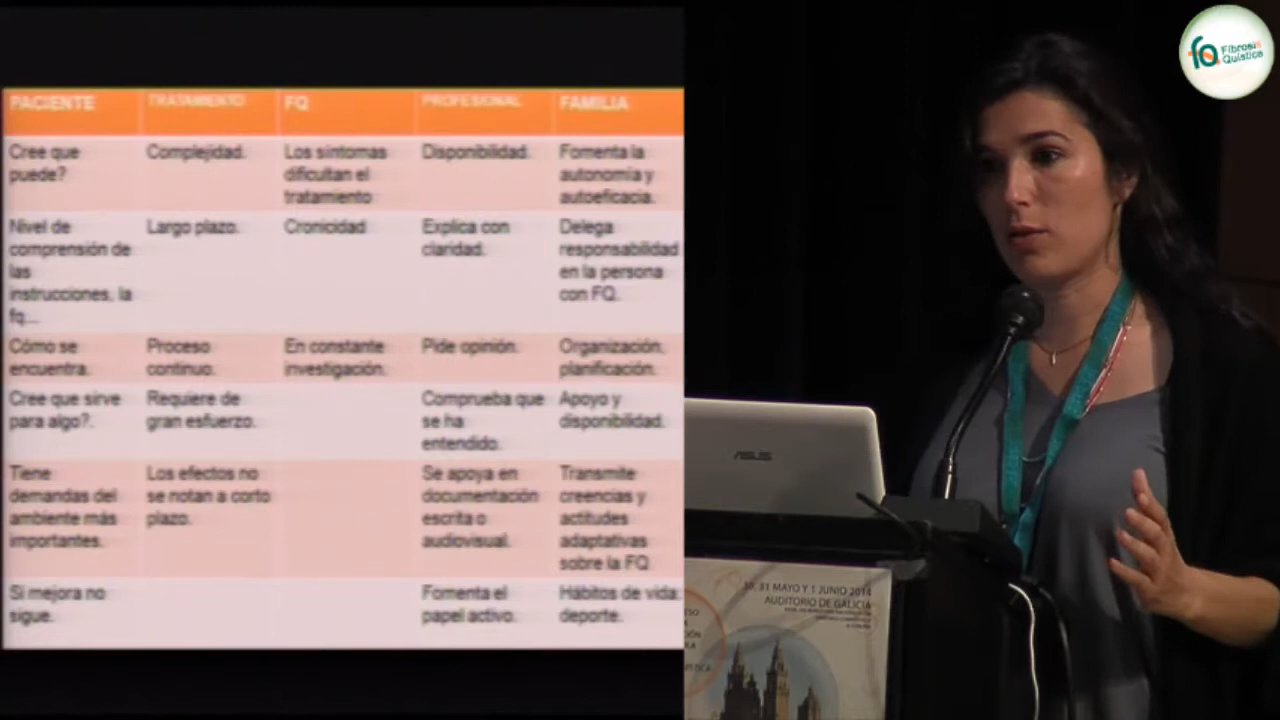 PACIENTE
TRATAMIENTO
FQ
PROFESIONAL
FAMILIA
Cree que
puede?
Complejidad.
Los síntomas
dificultan el
tratamiento
Disponibilidad.
Fomenta la
autonomía y
autoeficacia.
Nivel de
comprensión de
las
instrucciones, la
fq...
Largo plazo.
Cronicidad
Explica con
claridad.
Delega
responsabilidad
en la persona
con FQ.
Cómo se
encuentra.
Proceso
continuo.
En constante
investigación.
Pide opinión.
Organización,
planificación.
Cree que sirve
para algo?.
Requiere de
gran esfuerzo.
Comprueba que
se ha
entendido.
Apoyo y
disponibilidad.
Tiene
demandas del
ambiente más
importantes.
Los efectos no
se notan a corto
plazo.
Se apoya en
documentación
escrita o
audiovisual.
Transmite
creencias y
actitudes
adaptativas
sobre la FQ
Si mejora no
sigue.
Fomenta el
papel activo.
Hábitos de vida:
deporte.
fq Fibrosis
Quística
ASUS
30, 31 MAYO Y 1 JUNIO 2014
AUDITORIO DE GALICIA